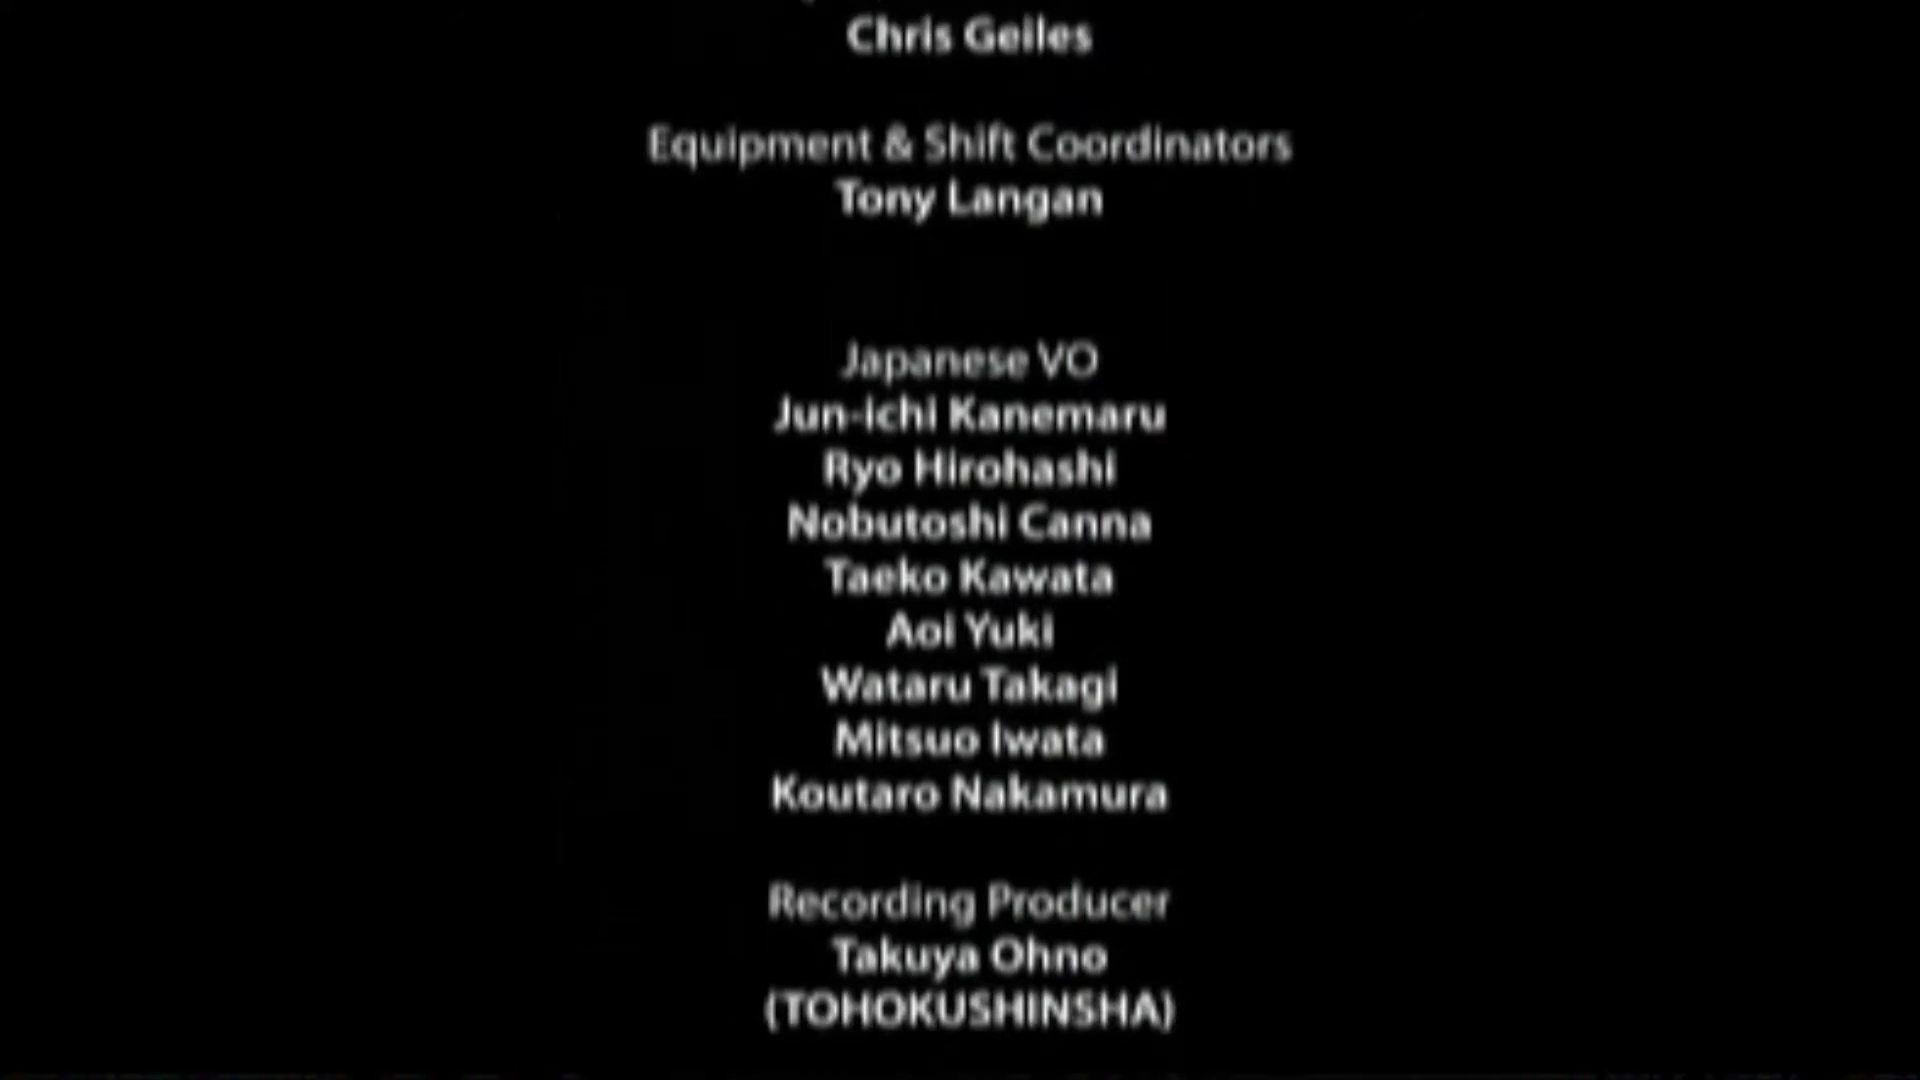 Chris Geiles
Equipment & Shift Coordinators
Tony Langan
Japanese VO
Jun-ichi Kanemaru
Ryo Hirohashi
Nobutoshi Canna
Taeko Kawata
Aoi Yuki
Wataru Takagi
Mitsuo Iwata
Koutaro Nakamura
Recording Producer
Takuya Ohno
(TOHOKUSHINSHA)